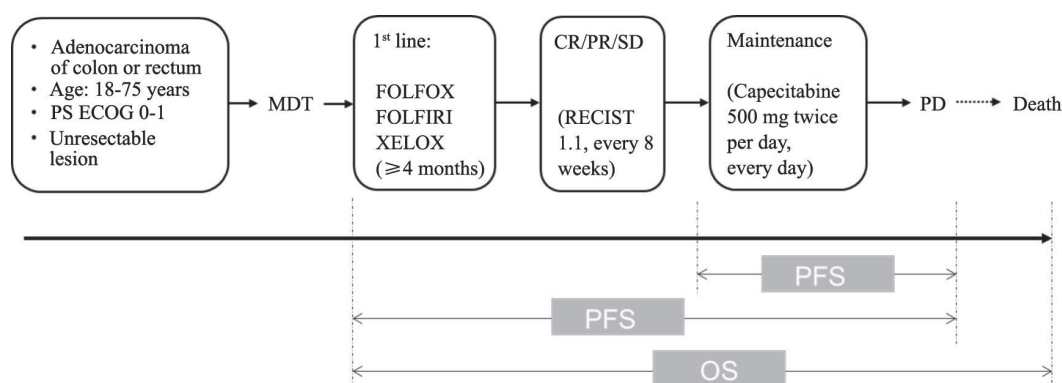 • Adenocarcinoma
of colon or rectum
• Age: 18-75 years
• PS ECOG 0-1
• Unresectable
lesion
MDT
1st line:
FOLFOX
FOLFIRI
XELOX
(≥4 months)
CR/PR/SD
(RECIST
1.1, every 8
weeks)
Maintenance
(Capecitabine
500 mg twice
per day,
every day)
PD
Death
PFS
PFS
OS